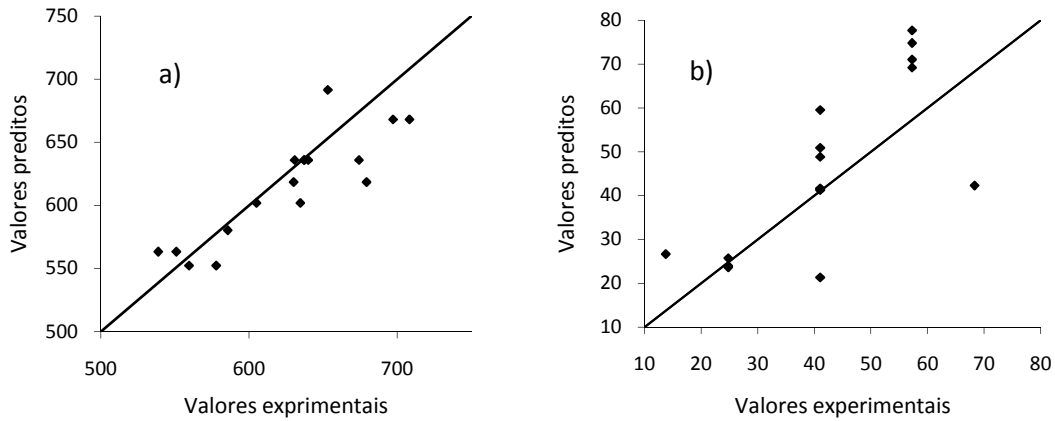 a)
Valores preditos
750
700
650
600
550
500
500 600 700
Valores exprimentais
b)
Valores preditos
80
70
60
50
40
30
20
10
10 20 30 40 50 60 70 80
Valores experimentais